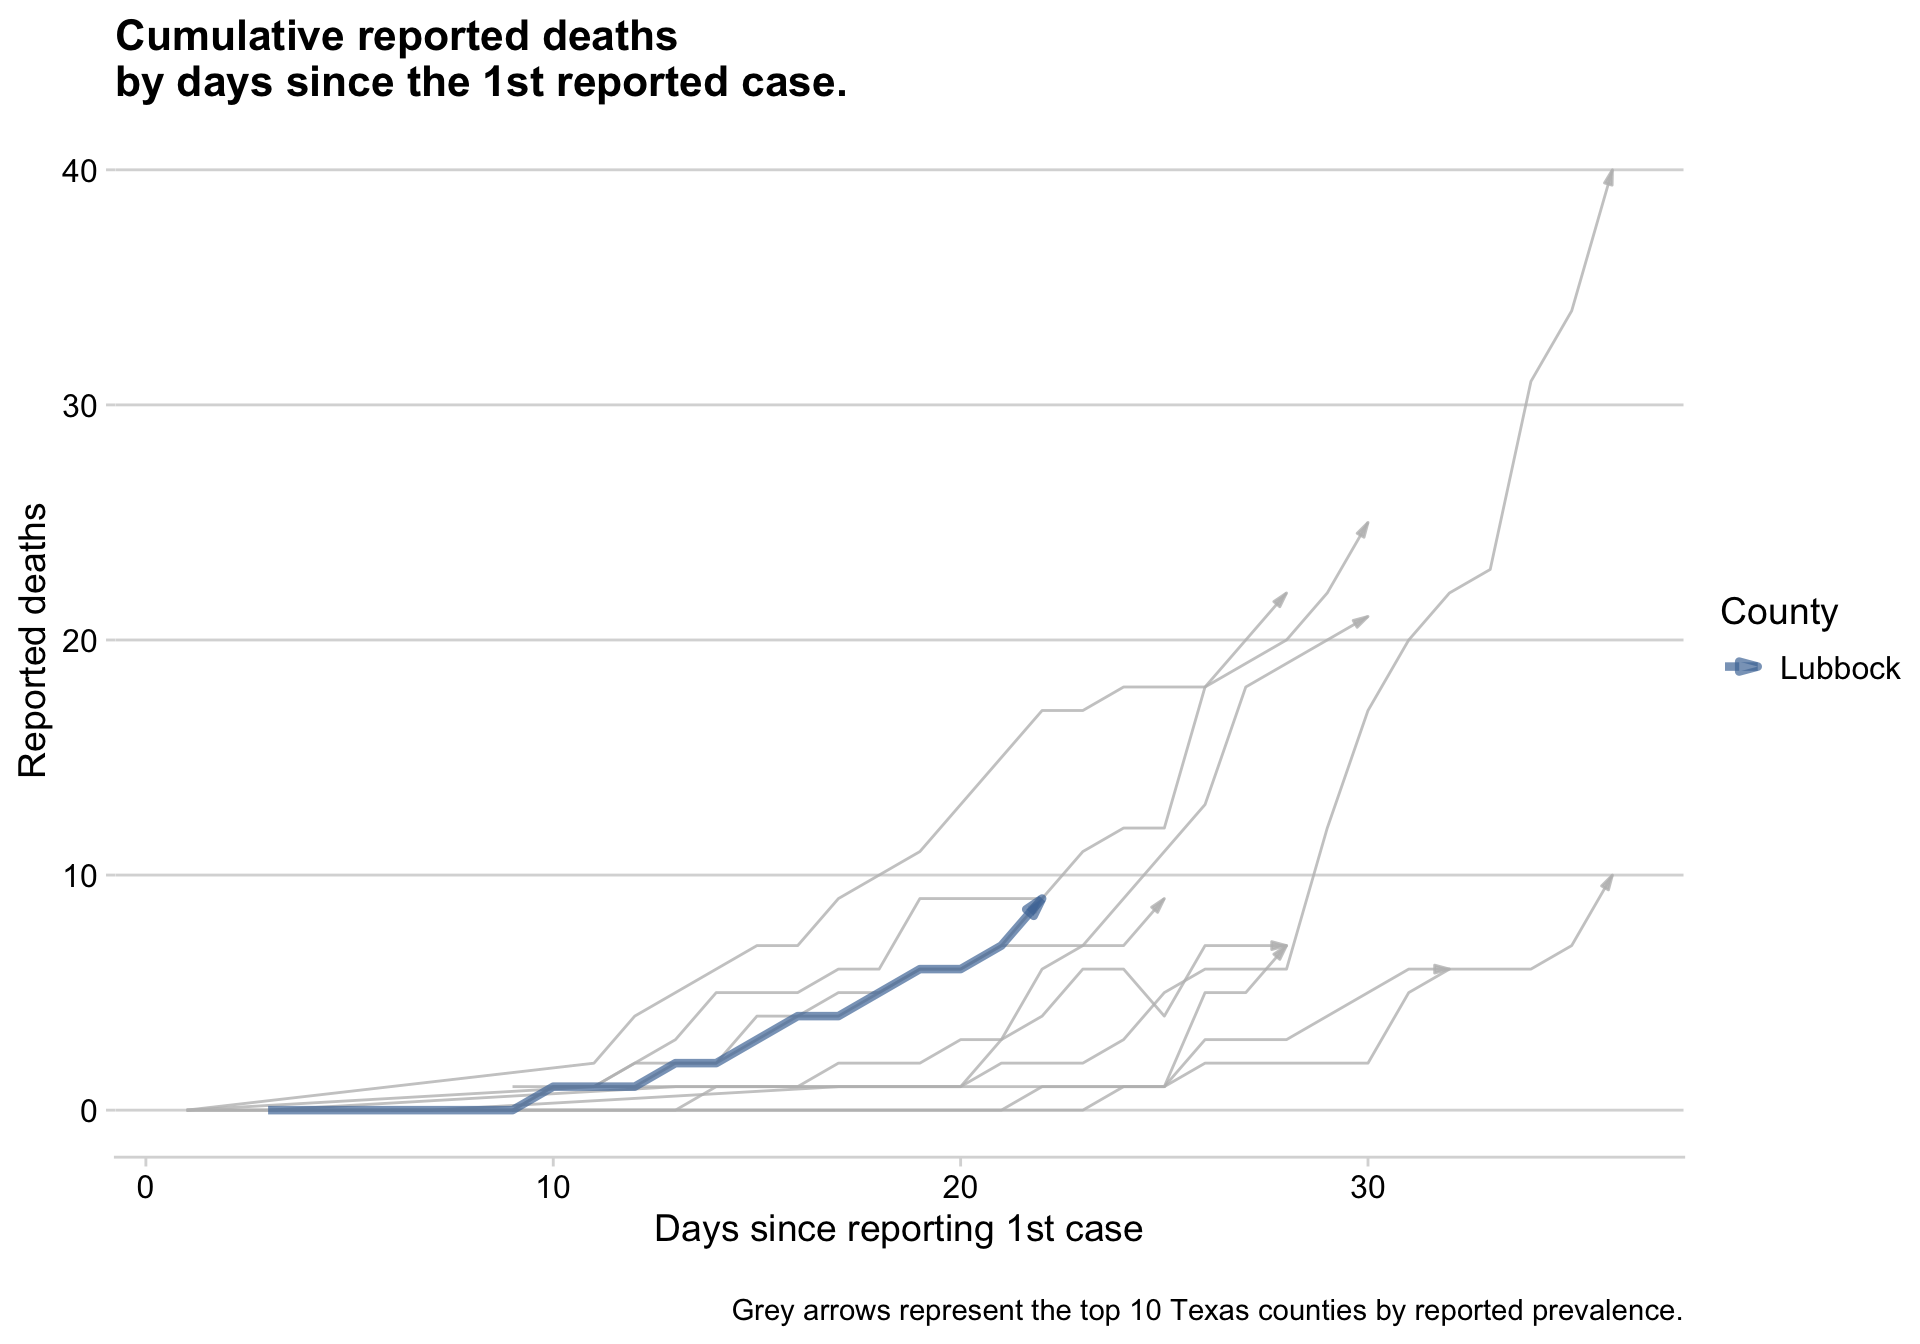 Cumulative reported deaths
by days since the 1st reported case.
40
30
20
10
0
Reported deaths
0
10
20
30
Days since reporting 1st case
County
Lubbock
Grey arrows represent the top 10 Texas counties by reported prevalence.